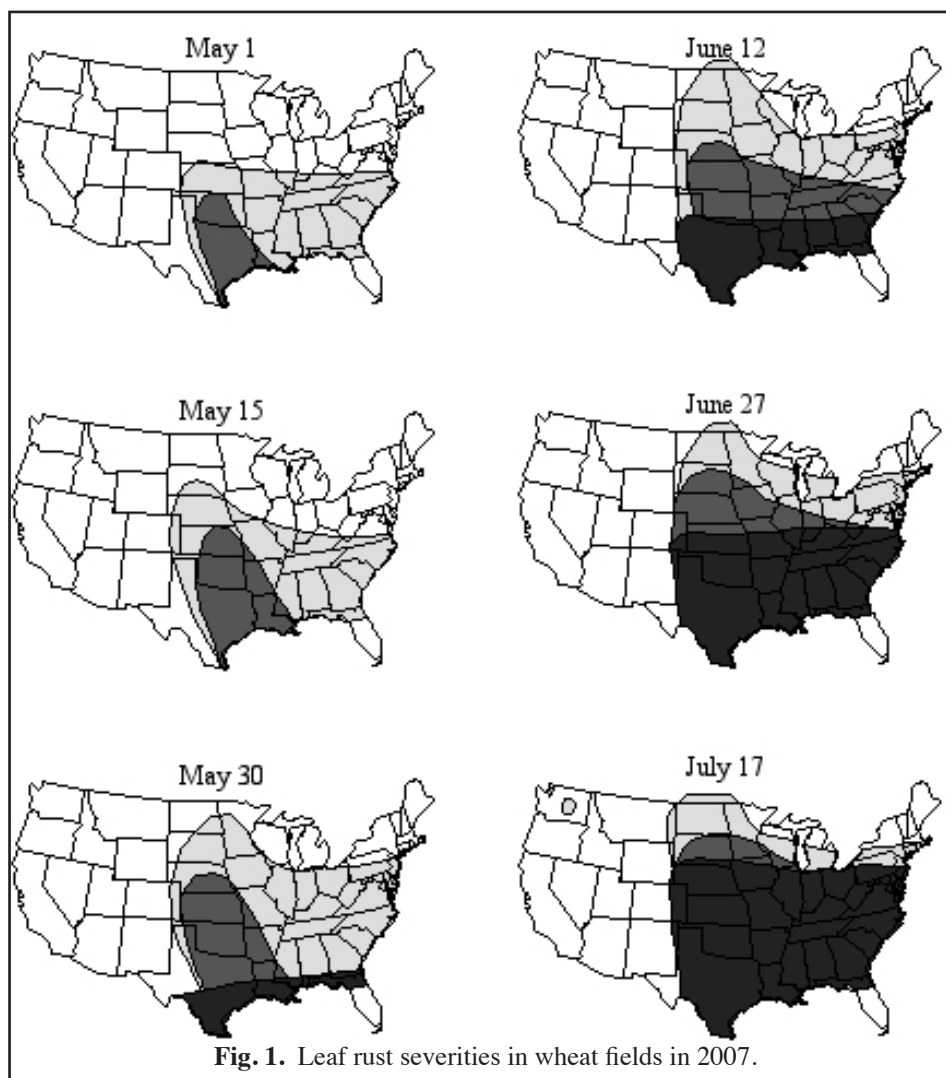 May 1
June 12
May 15
June 27
May 30
July 17
Fig. 1. Leaf rust severities in wheat fields in 2007.